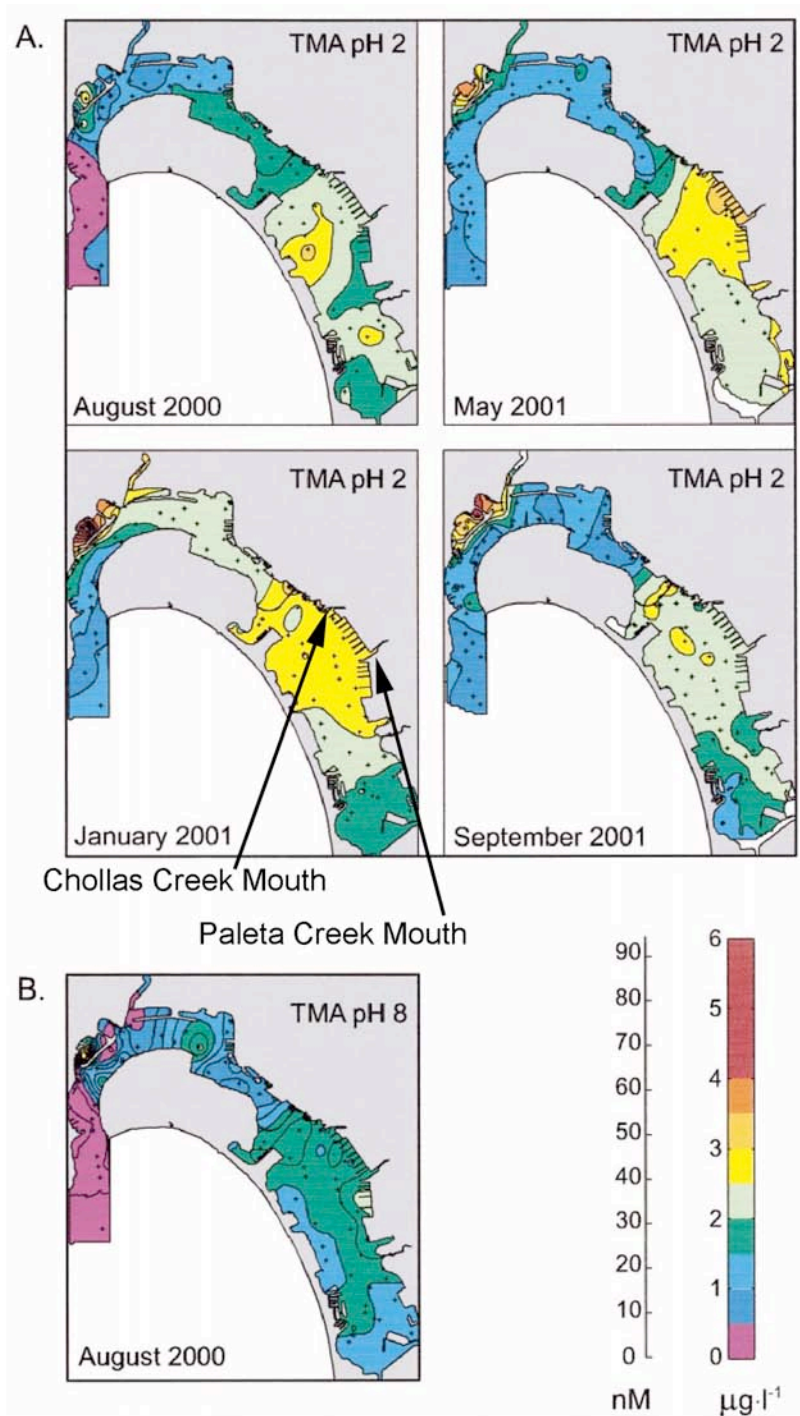 A.
TMA pH 2
August 2000
TMA pH 2
May 2001
TMA pH 2
January 2001
TMA pH 2
September 2001
Chollas Creek Mouth
Paleta Creek Mouth
B.
TMA pH 8
August 2000
90
80
70
60
50
40
30
20
10
0
nM
6
5
4
3
2
1
0
µg·l⁻¹